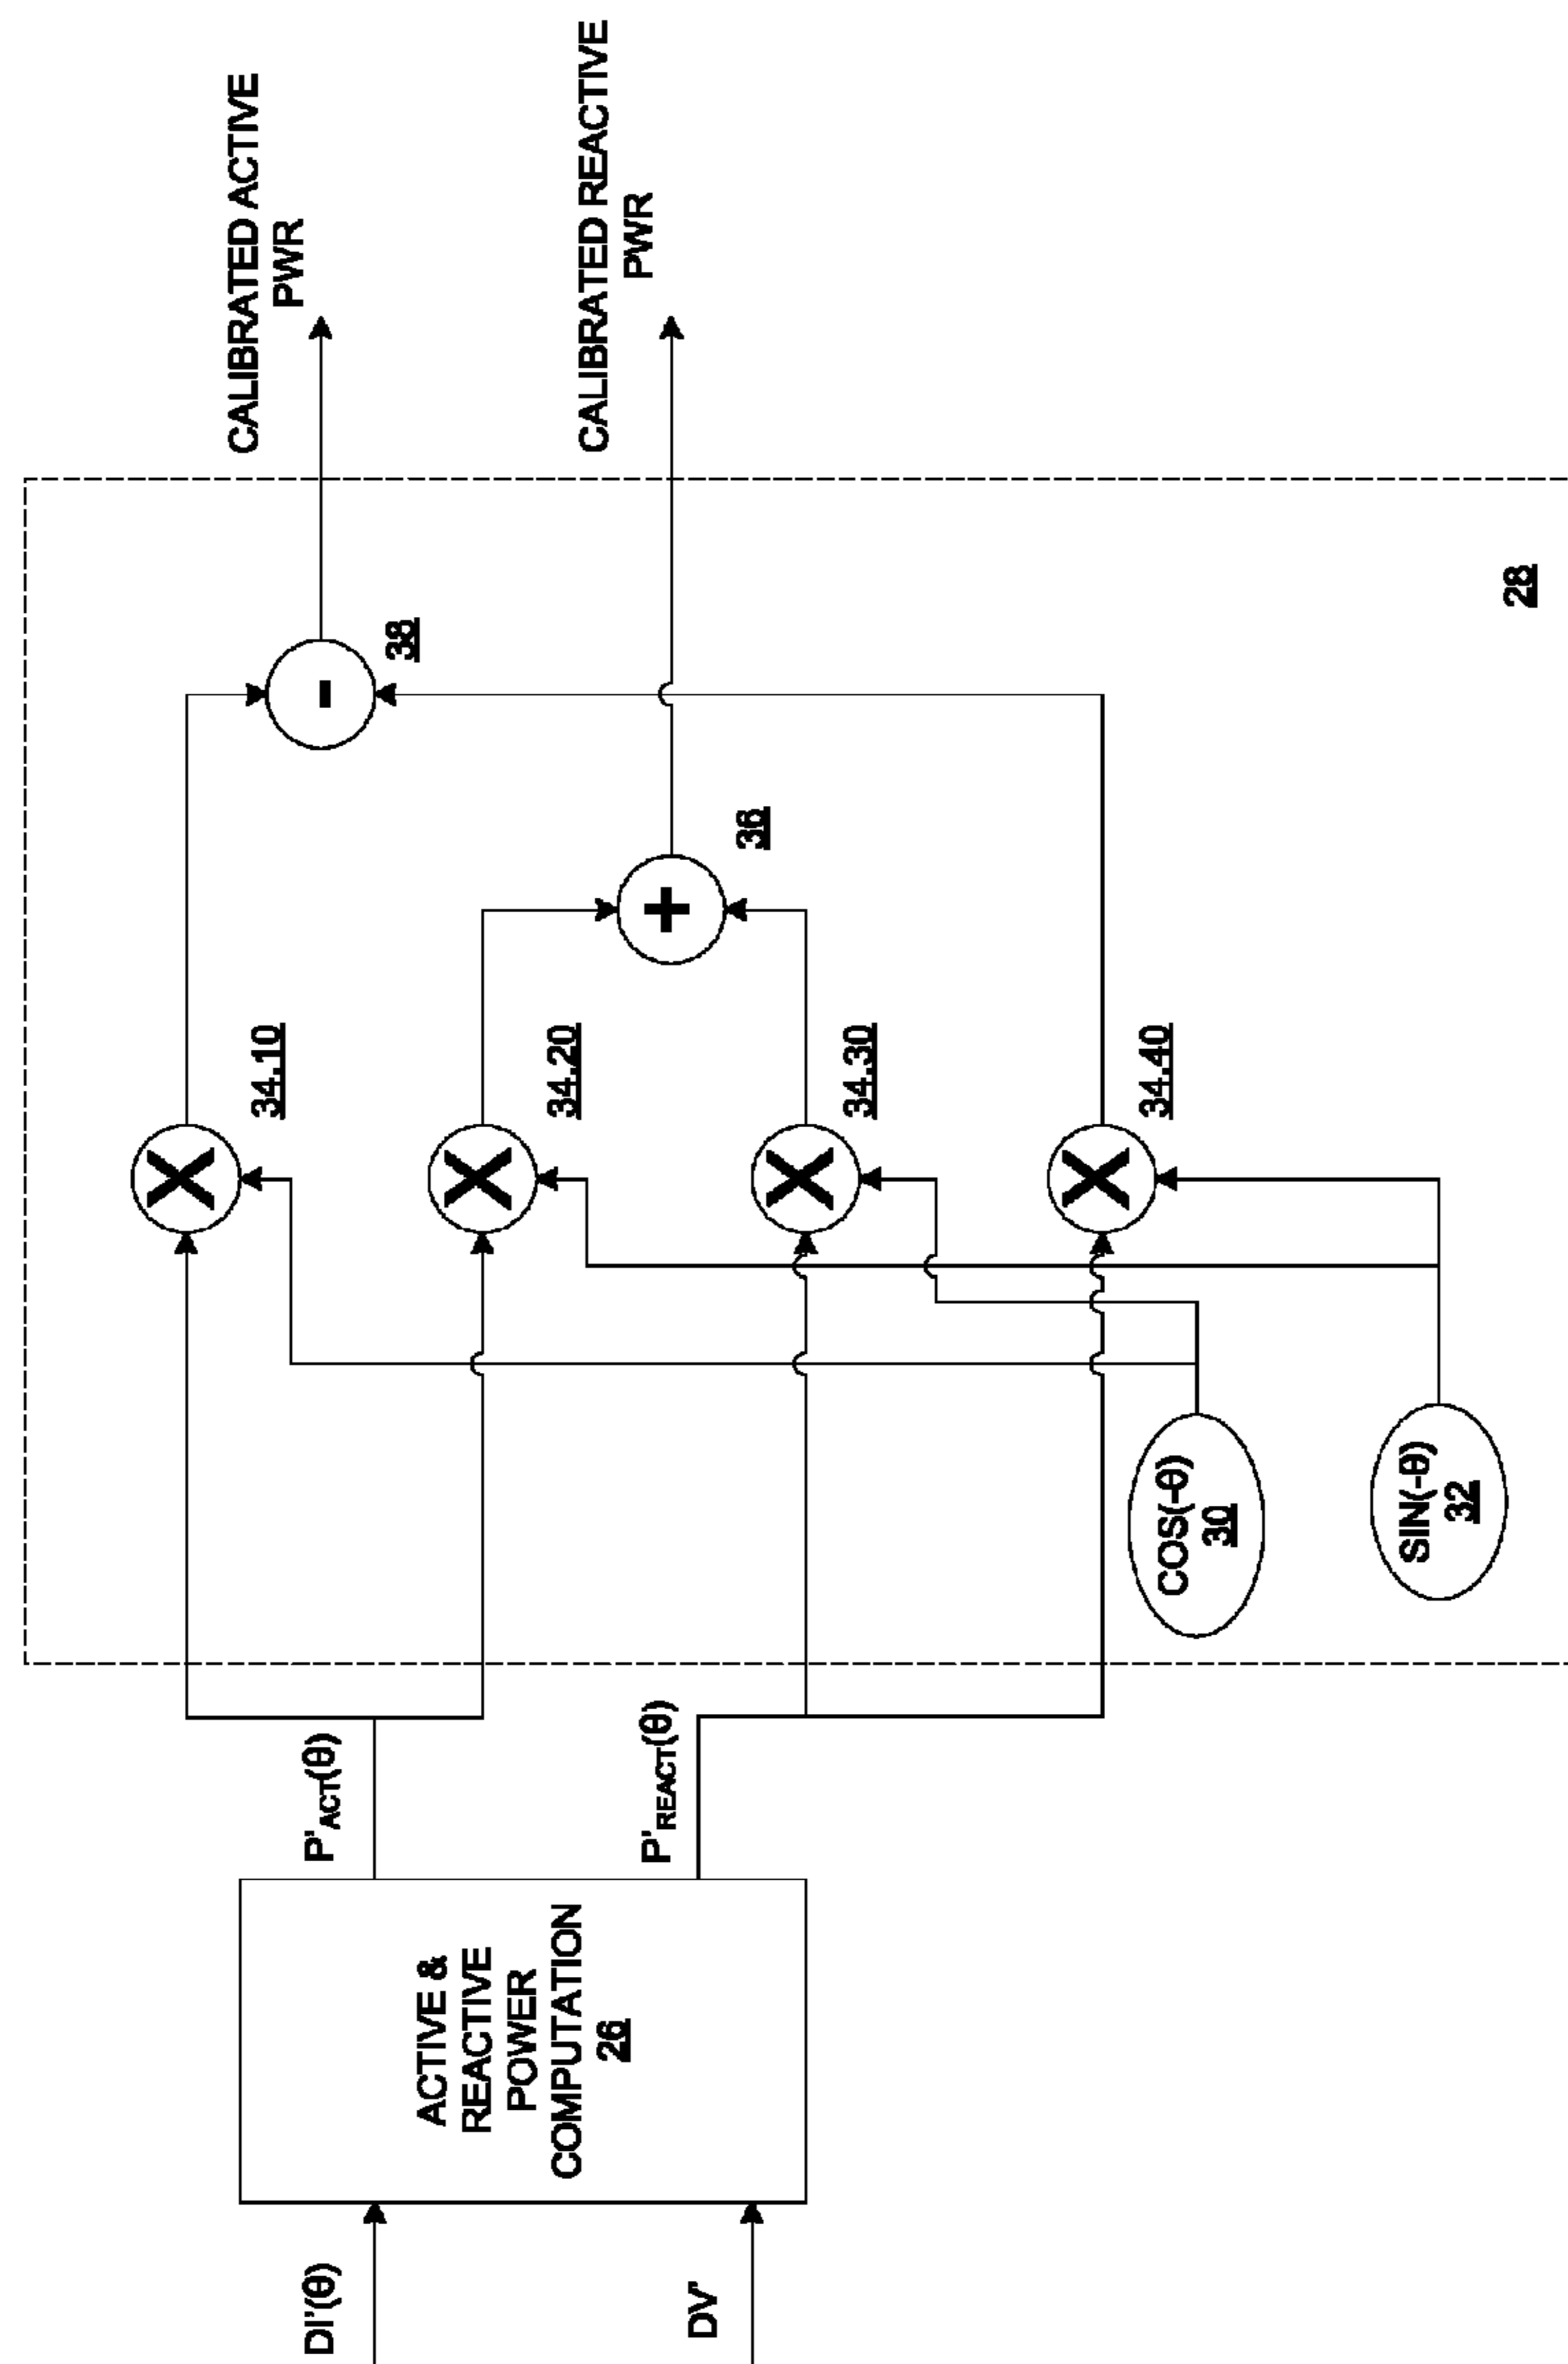 DI'(θ)
DV'
ACTIVE &
REACTIVE
POWER
COMPUTATION
26
P'ACT(θ)
P'REACT(θ)
COS(-θ)
30
SIN(-θ)
32
34.10
34.20
34.30
34.40
+
36
-
38
28
CALIBRATED ACTIVE
PWR
CALIBRATED REACTIVE
PWR